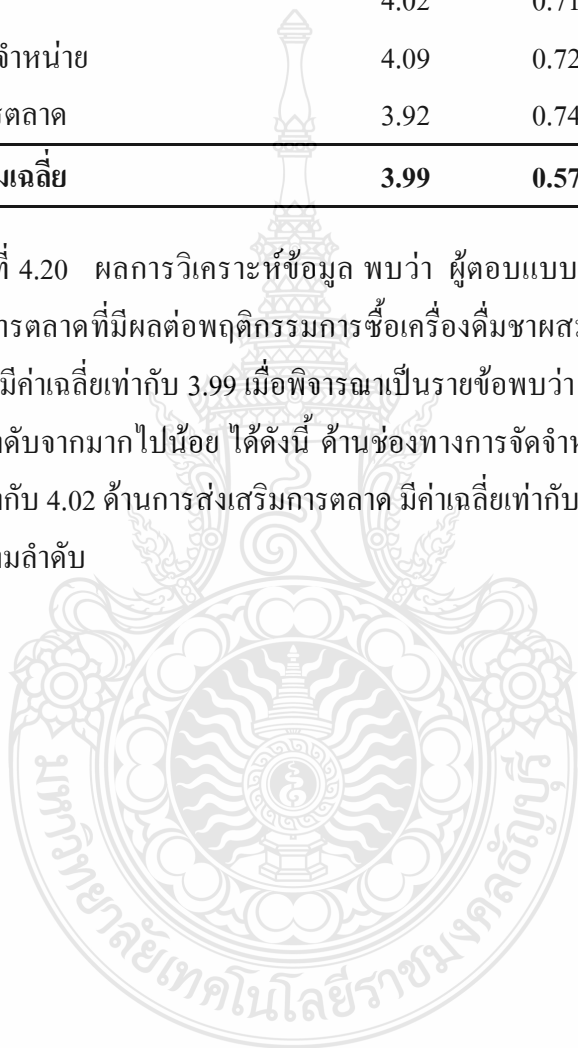 4.02 0.71
จำหน่าย 4.09 0.72
รตลาด 3.92 0.74
มเฉลี่ย 3.99 0.57
ที่ 4.20 ผลการวิเคราะห์ข้อมูล พบว่า ผู้ตอบแบบ
ารตลาดที่มีผลต่อพฤติกรรมการซื้อเครื่องดื่มชาผสม
มีค่าเฉลี่ยเท่ากับ 3.99 เมื่อพิจารณาเป็นรายข้อพบว่า
าดับจากมากไปน้อย ได้ดังนี้ ด้านช่องทางการจัดจำห
ากับ 4.02 ด้านการส่งเสริมการตลาด มีค่าเฉลี่ยเท่ากับ
ามลำดับ
มหาวิทยาลัยเทคโนโลยีราชมงคลธัญบุรี